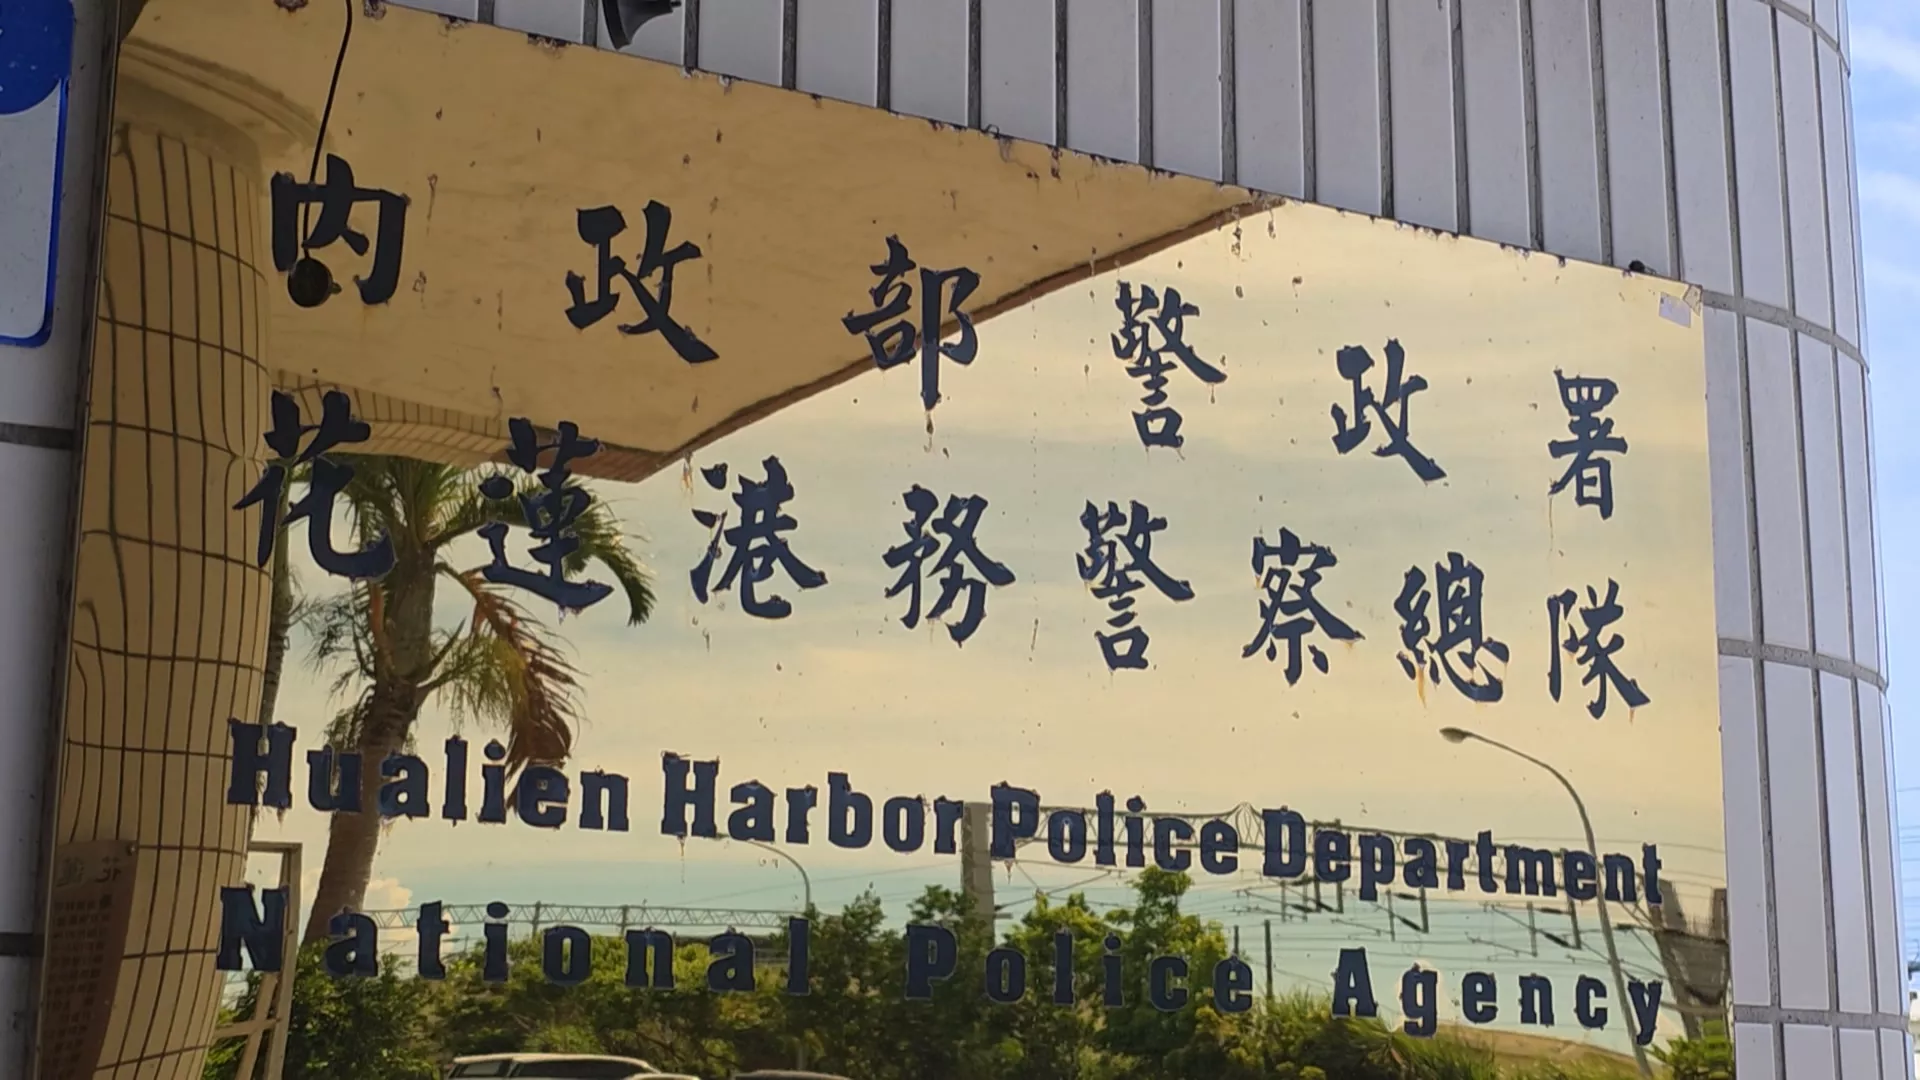 內政部警政署
花蓮港務警察總隊
Hualien Harbor Police Department
National Police Agency